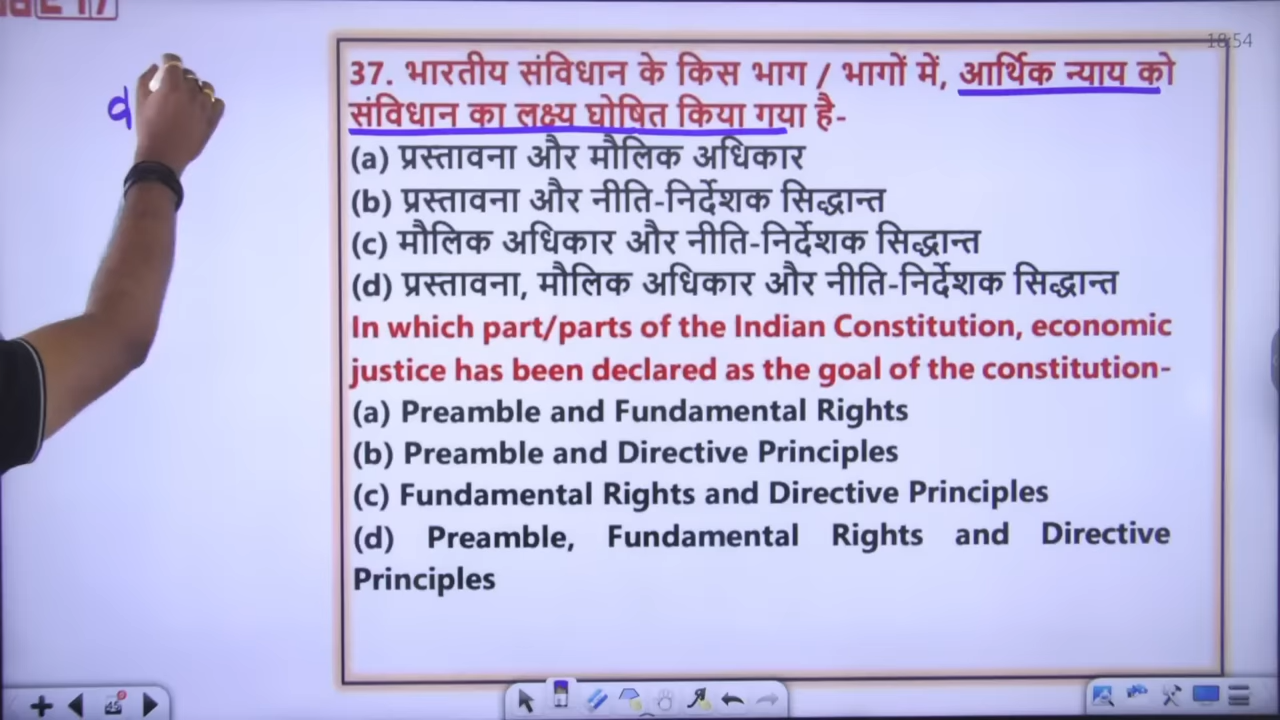 18:54
37. भारतीय संविधान के किस भाग / भागों में, आर्थिक न्याय को
संविधान का लक्ष्य घोषित किया गया है-
(a) प्रस्तावना और मौलिक अधिकार
(b) प्रस्तावना और नीति-निर्देशक सिद्धान्त
(c) मौलिक अधिकार और नीति-निर्देशक सिद्धान्त
(d) प्रस्तावना, मौलिक अधिकार और नीति-निर्देशक सिद्धान्त
In which part/parts of the Indian Constitution, economic
justice has been declared as the goal of the constitution-
(a) Preamble and Fundamental Rights
(b) Preamble and Directive Principles
(c) Fundamental Rights and Directive Principles
(d) Preamble, Fundamental Rights and Directive
Principles
45